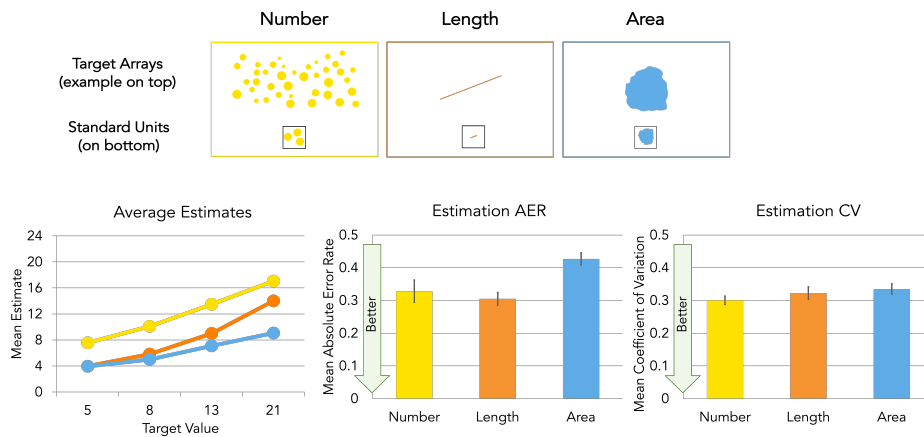 Number Length Area
Target Arrays
(example on top)
Standard Units
(on bottom)
Average Estimates
Mean Estimate
24
20
16
12
8
4
0
5 8 13 21
Target Value
Estimation AER
Mean Absolute Error Rate
0.5
0.4
0.3
0.2
0.1
0
Better
Number Length Area
Estimation CV
Mean Coefficient of Variation
0.5
0.4
0.3
0.2
0.1
0
Better
Number Length Area